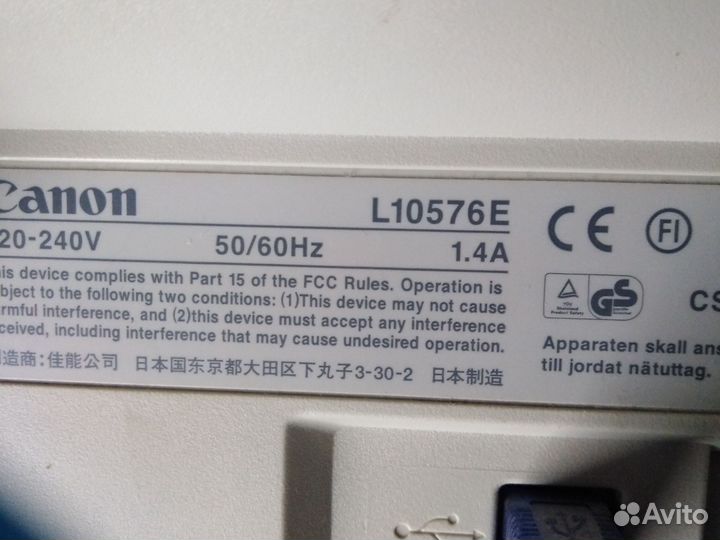 Canon L10576E
20-240V 50/60Hz 1.4A
his device complies with Part 15 of the FCC Rules. Operation is
bject to the following two conditions: (1)This device may not cause
rmful interference, and (2)this device must accept any interference
ceived, including interference that may cause undesired operation.
造商:佳能公司 日本国东京都大田区下丸子3-30-2 日本制造
CE FI
TÜV GS CS
Apparaten skall ans
till jordat nätuttag.
Avito